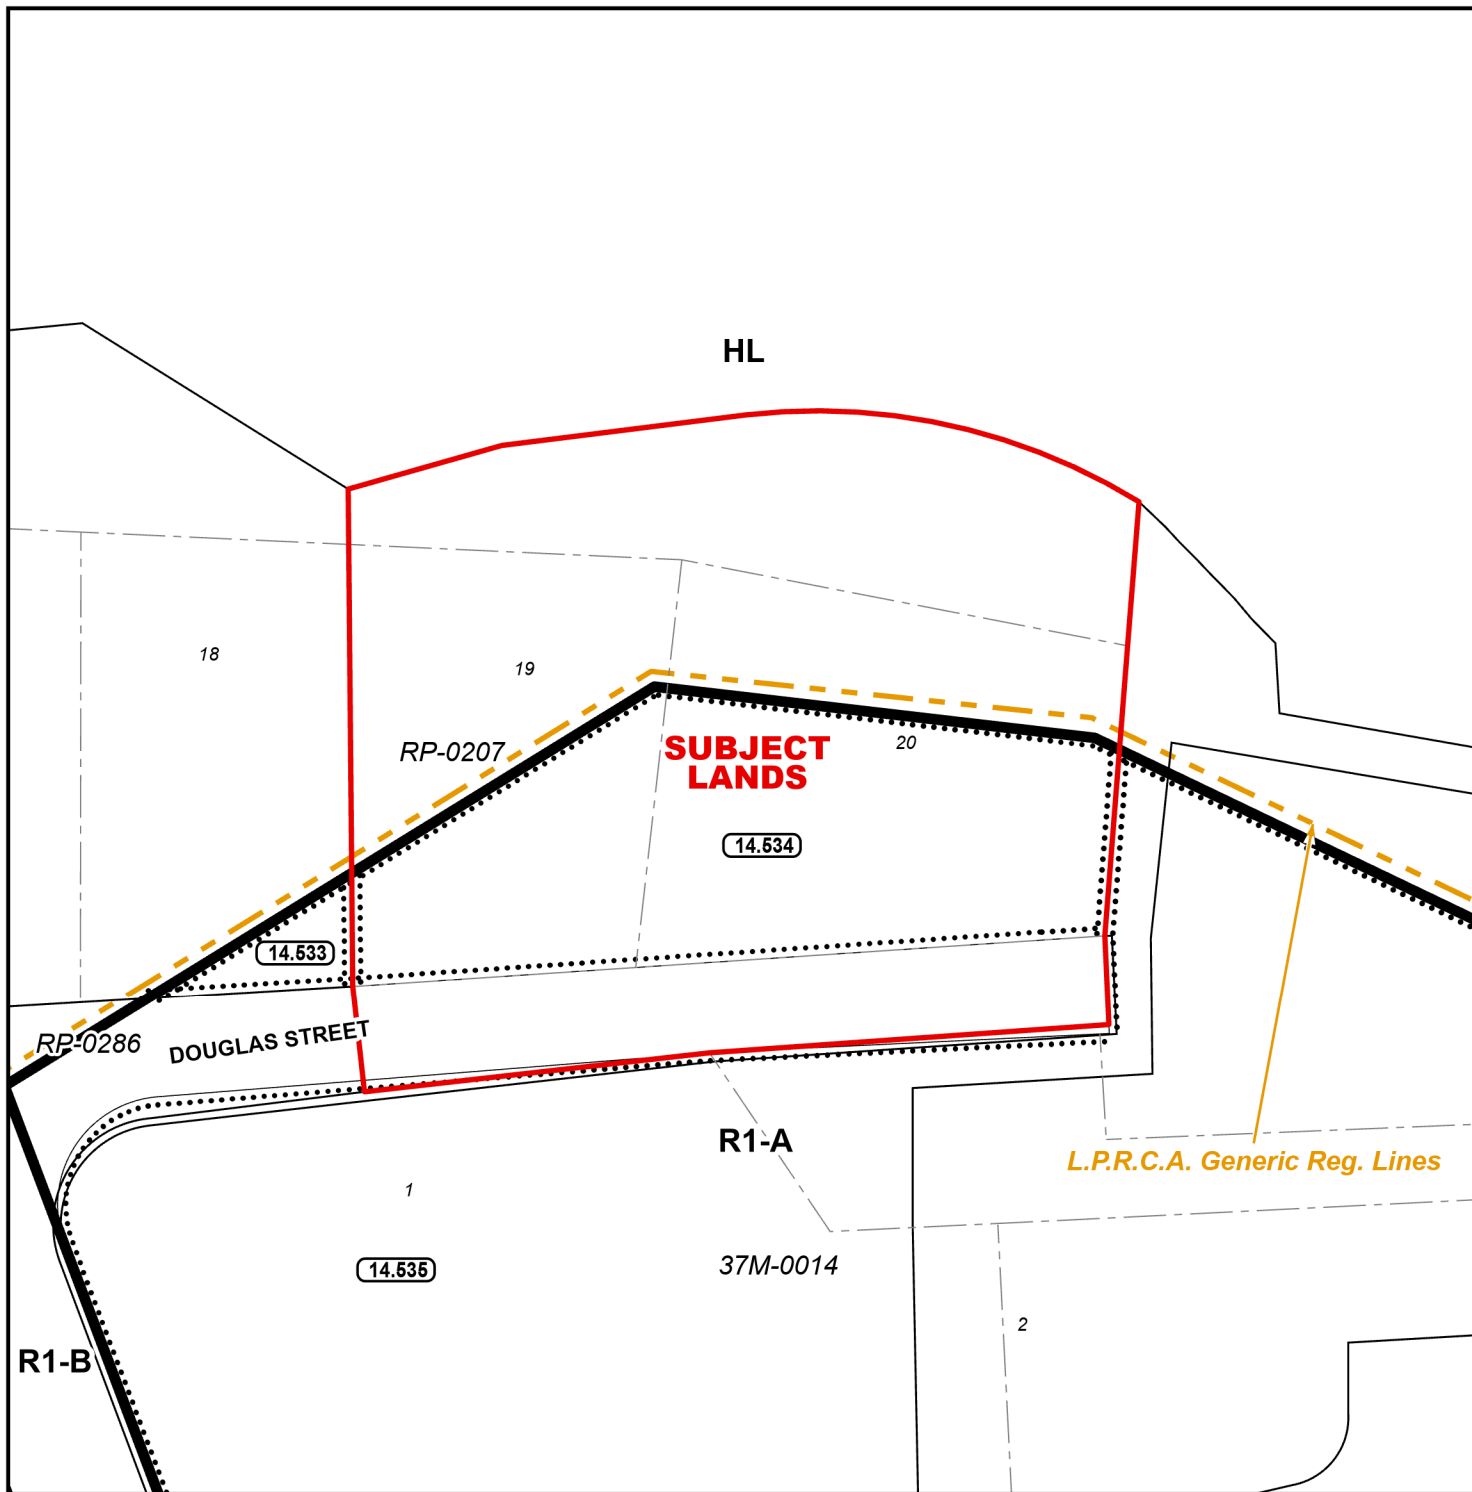 HL
18
19
RP-0207
SUBJECT
LANDS
20
14.534
14.533
RP-0286
DOUGLAS STREET
R1-A
L.P.R.C.A. Generic Reg. Lines
1
14.535
37M-0014
2
R1-B